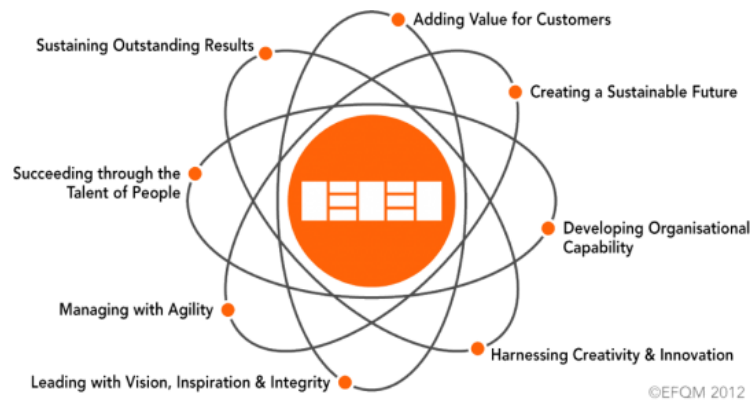 Adding Value for Customers
Sustaining Outstanding Results
Creating a Sustainable Future
Succeeding through the
Talent of People
Developing Organisational
Capability
Managing with Agility
Harnessing Creativity & Innovation
Leading with Vision, Inspiration & Integrity
©EFQM 2012